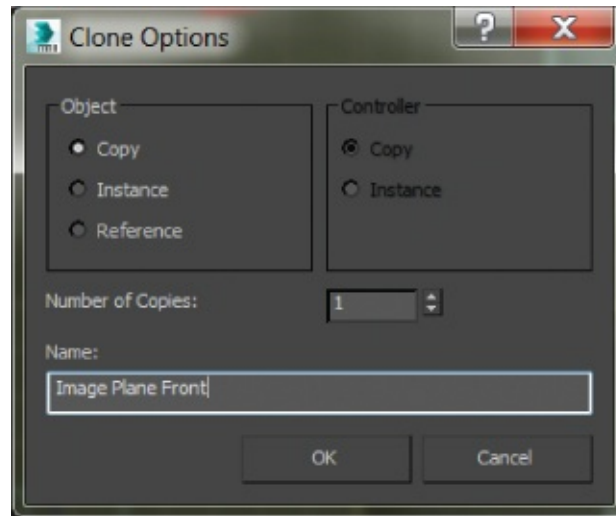 Clone Options
?
X
Object
Copy
Instance
Reference
Controller
Copy
Instance
Number of Copies:
1
Name:
Image Plane Front
OK
Cancel